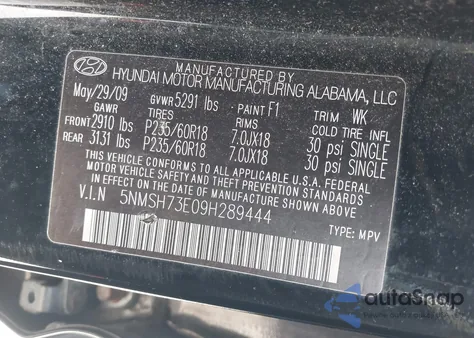 MANUFACTURED BY
HYUNDAI MOTOR MANUFACTURING ALABAMA, LLC
May/29/09 GVWR 5291 lbs PAINT F1 TRIM WK
GAWR TIRES RIMS COLD TIRE INFL
FRONT 2910 lbs P235/60R18 7.0JX18 30 psi SINGLE
REAR 3131 lbs P235/60R18 7.0JX18 30 psi SINGLE
THIS VEHICLE CONFORMS TO ALL APPLICABLE U.S.A FEDERAL
MOTOR VEHICLE SAFETY AND THEFT PREVENTION STANDARDS IN
EFFECT ON THE DATE OF MANUFACTURE SHOWN ABOVE.
V.I.N 5NMSH73E09H289444
TYPE: MPV
autoSnap